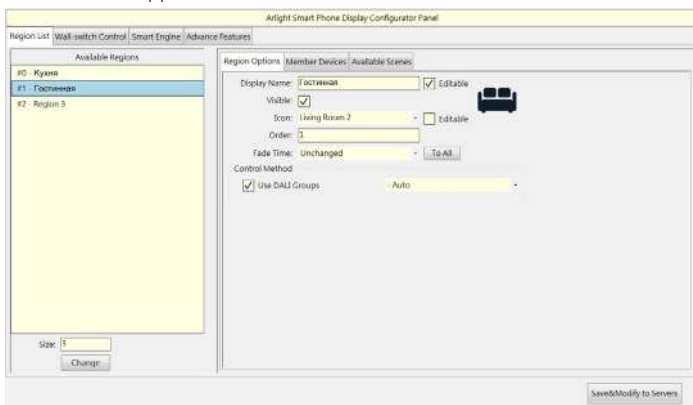 Arlight Smart Phone Display Configurator Panel
Region List Wall-switch Control Smart Engine Advance Features
Available Regions
#0 - Кухня
#1 - Гостинная
#2 - Region 3
Size: 3
Change
Region Options Member Devices Available Scenes
Display Name: Гостинная Editable
Visible:
Icon: Living Room 2 Editable
Order:
Fade Time: Unchanged To All
Control Method
Use DALI Groups Auto
Save&Modify to Servers